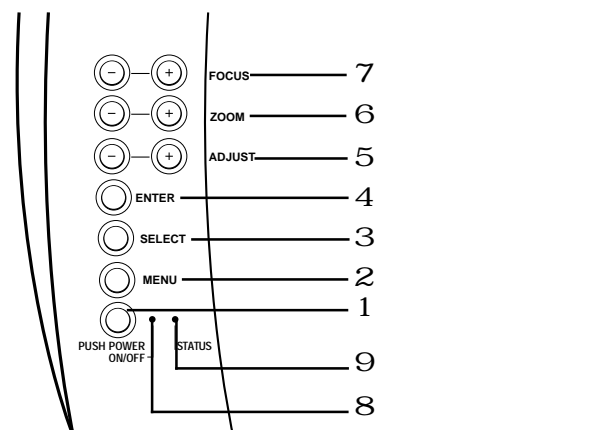 − + FOCUS 7
− + ZOOM 6
− + ADJUST 5
ENTER 4
SELECT 3
MENU 2
1
PUSH POWER STATUS
ON/OFF
9
8